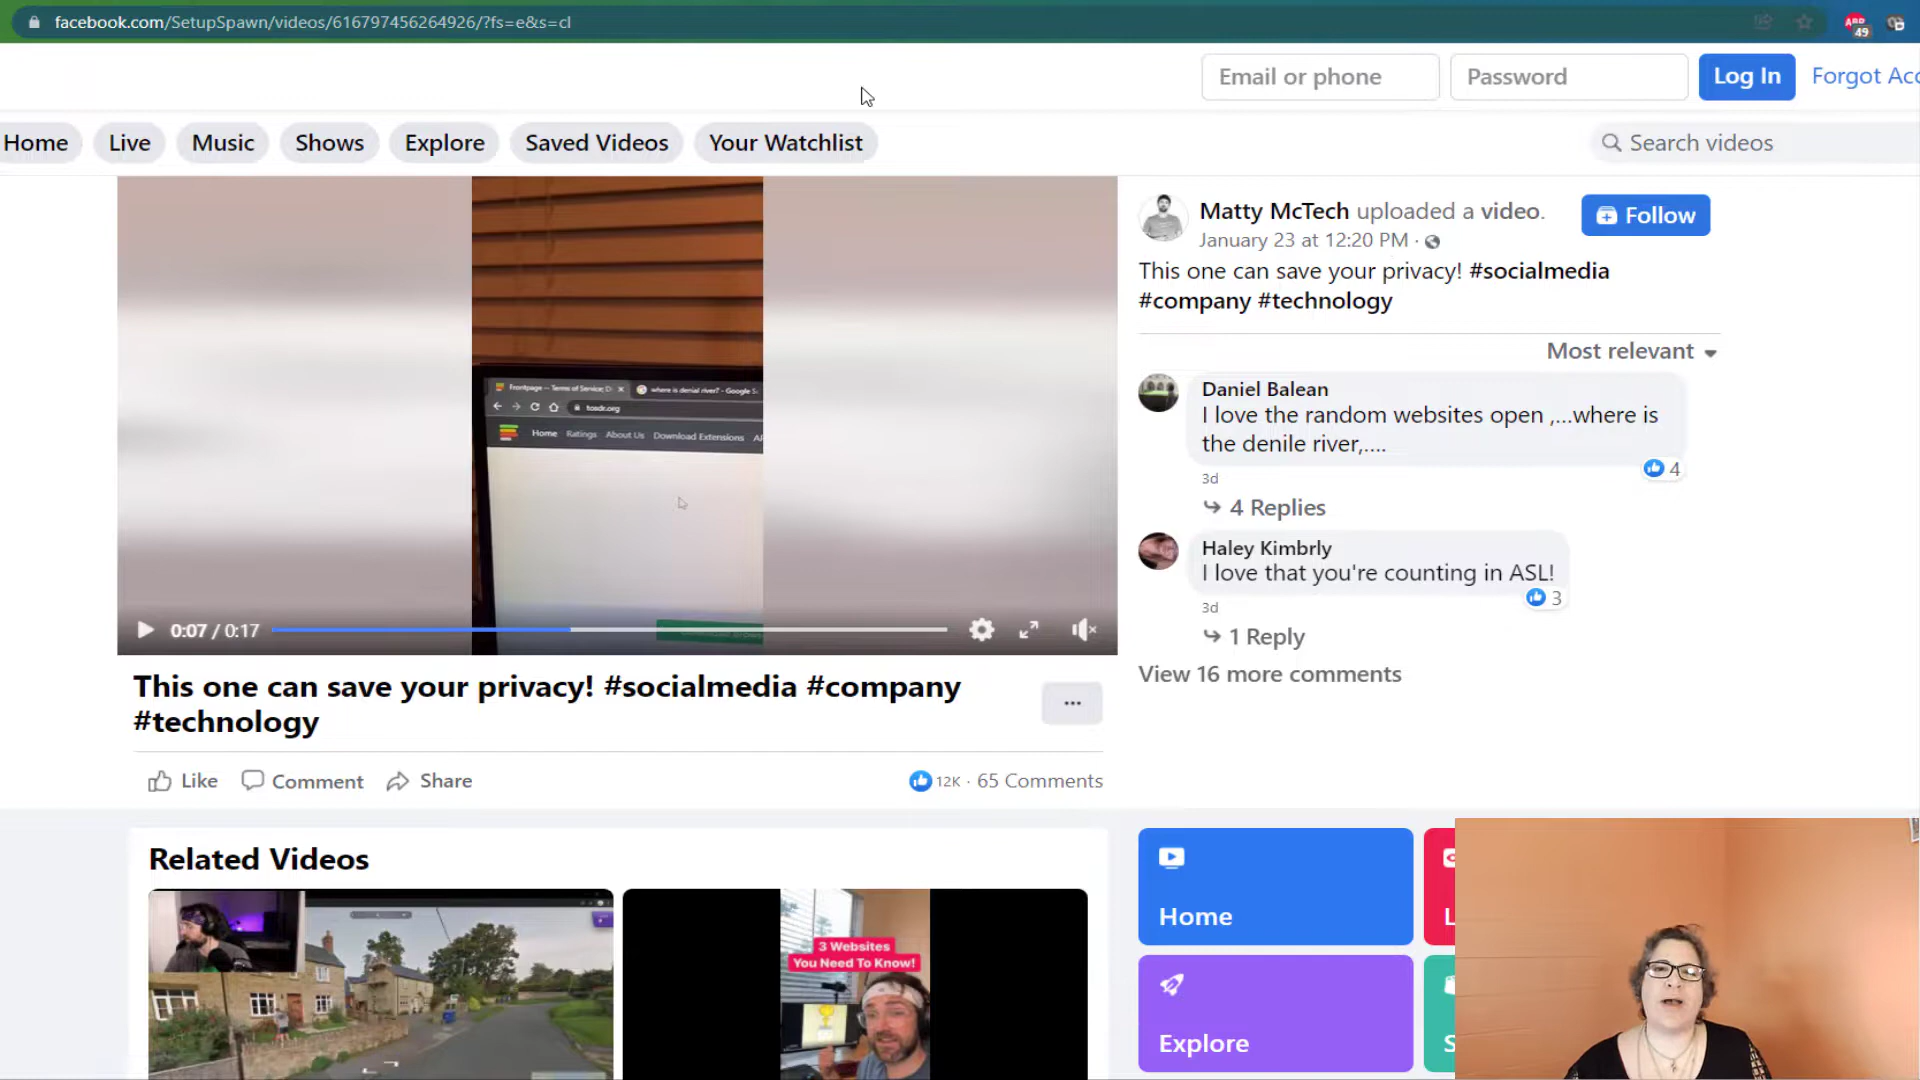 facebook.com/SetupSpawn/videos/616797456264926/?fs=e&s=cl
49
Email or phone
Password
Log In
Forgot Acc
Home
Live
Music
Shows
Explore
Saved Videos
Your Watchlist
Search videos
Frontpage -- Terms of Service; D
where is denial river? - Google S
tosdr.org
Home
Ratings
About Us
Download Extensions
0:07 / 0:17
Matty McTech uploaded a video.
January 23 at 12:20 PM ·
Follow
This one can save your privacy! #socialmedia
#company #technology
Most relevant
Daniel Balean
I love the random websites open ,...where is
the denile river,....
4
3d
4 Replies
Haley Kimbrly
I love that you're counting in ASL!
3
3d
1 Reply
View 16 more comments
This one can save your privacy! #socialmedia #company
#technology
...
Like
Comment
Share
12K · 65 Comments
Related Videos
3 Websites
You Need To Know!
Home
L
Explore
S